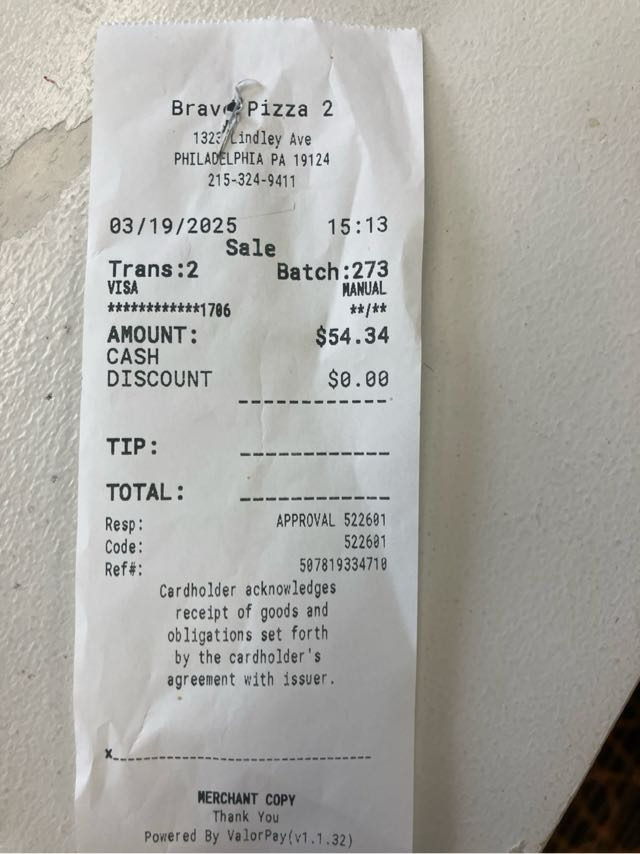 Bravo Pizza 2
1323 Lindley Ave
PHILADELPHIA PA 19124
215-324-9411
03/19/2025 15:13
Sale
Trans:2 Batch:273
VISA MANUAL
************1706 **/**
AMOUNT: $54.34
CASH
DISCOUNT $0.00
TIP:
TOTAL:
Resp: APPROVAL 522601
Code: 522601
Ref#: 507819334710
Cardholder acknowledges
receipt of goods and
obligations set forth
by the cardholder's
agreement with issuer.
x
MERCHANT COPY
Thank You
Powered By ValorPay(v1.1.32)